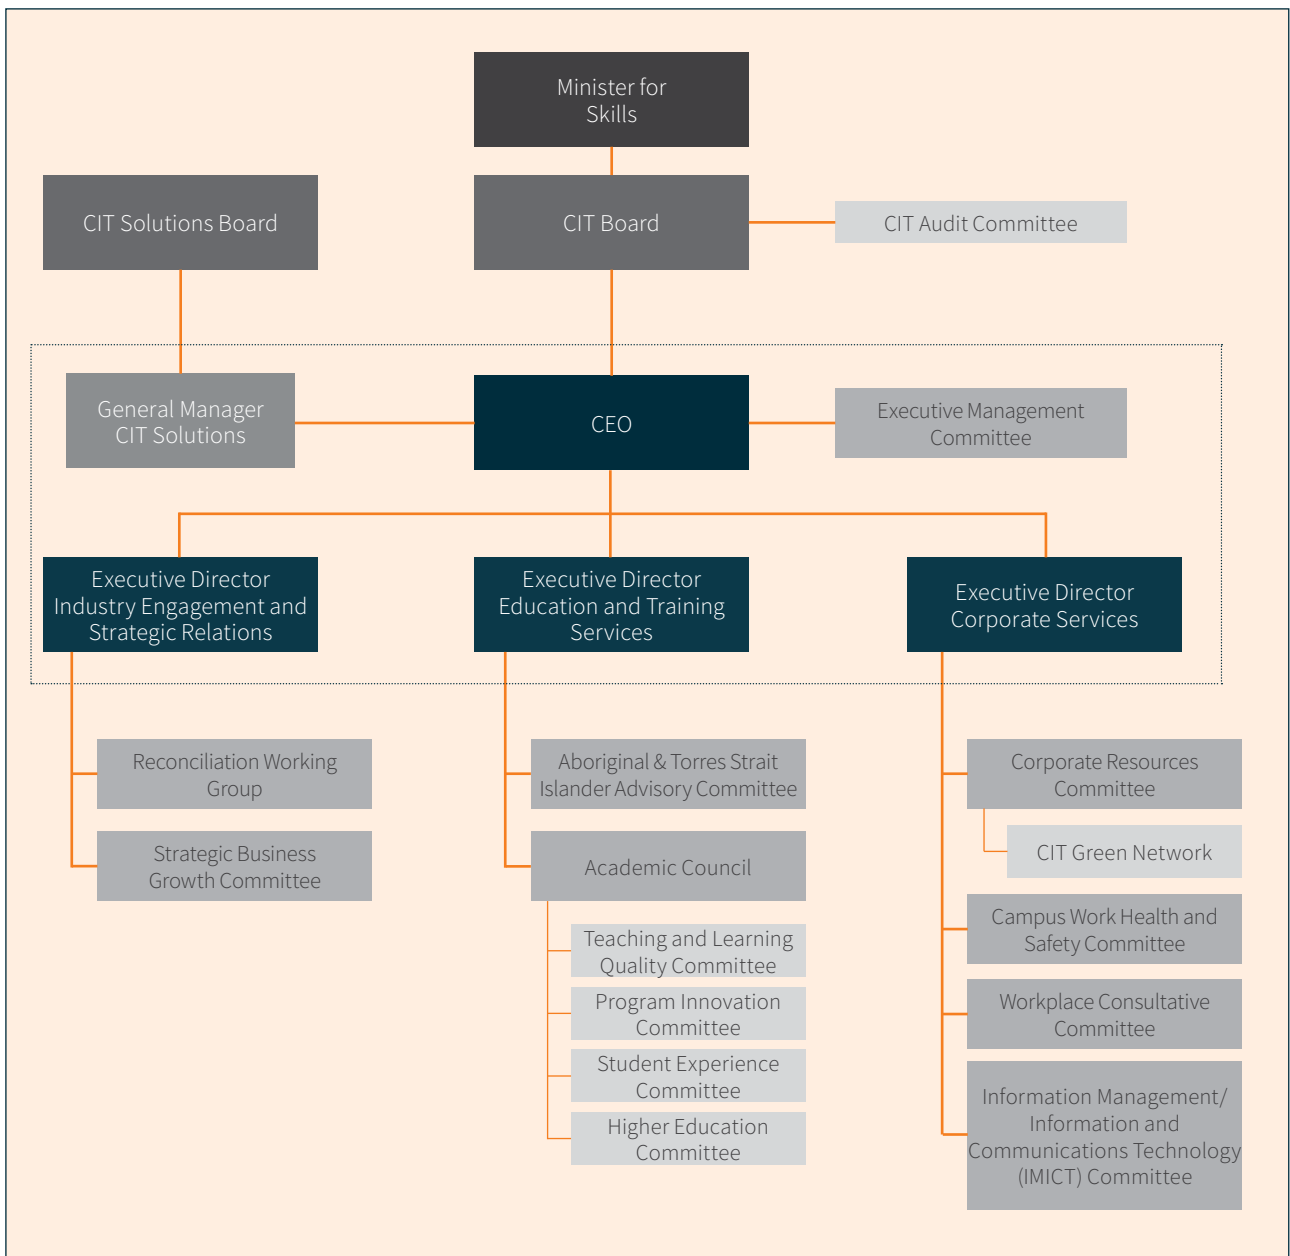 Minister for
Skills
CIT Solutions Board
CIT Board
CIT Audit Committee
General Manager
CIT Solutions
CEO
Executive Management
Committee
Executive Director
Industry Engagement and
Strategic Relations
Executive Director
Education and Training
Services
Executive Director
Corporate Services
Reconciliation Working
Group
Strategic Business
Growth Committee
Aboriginal & Torres Strait
Islander Advisory Committee
Academic Council
Teaching and Learning
Quality Committee
Program Innovation
Committee
Student Experience
Committee
Higher Education
Committee
Corporate Resources
Committee
CIT Green Network
Campus Work Health and
Safety Committee
Workplace Consultative
Committee
Information Management/
Information and
Communications Technology
(IMICT) Committee